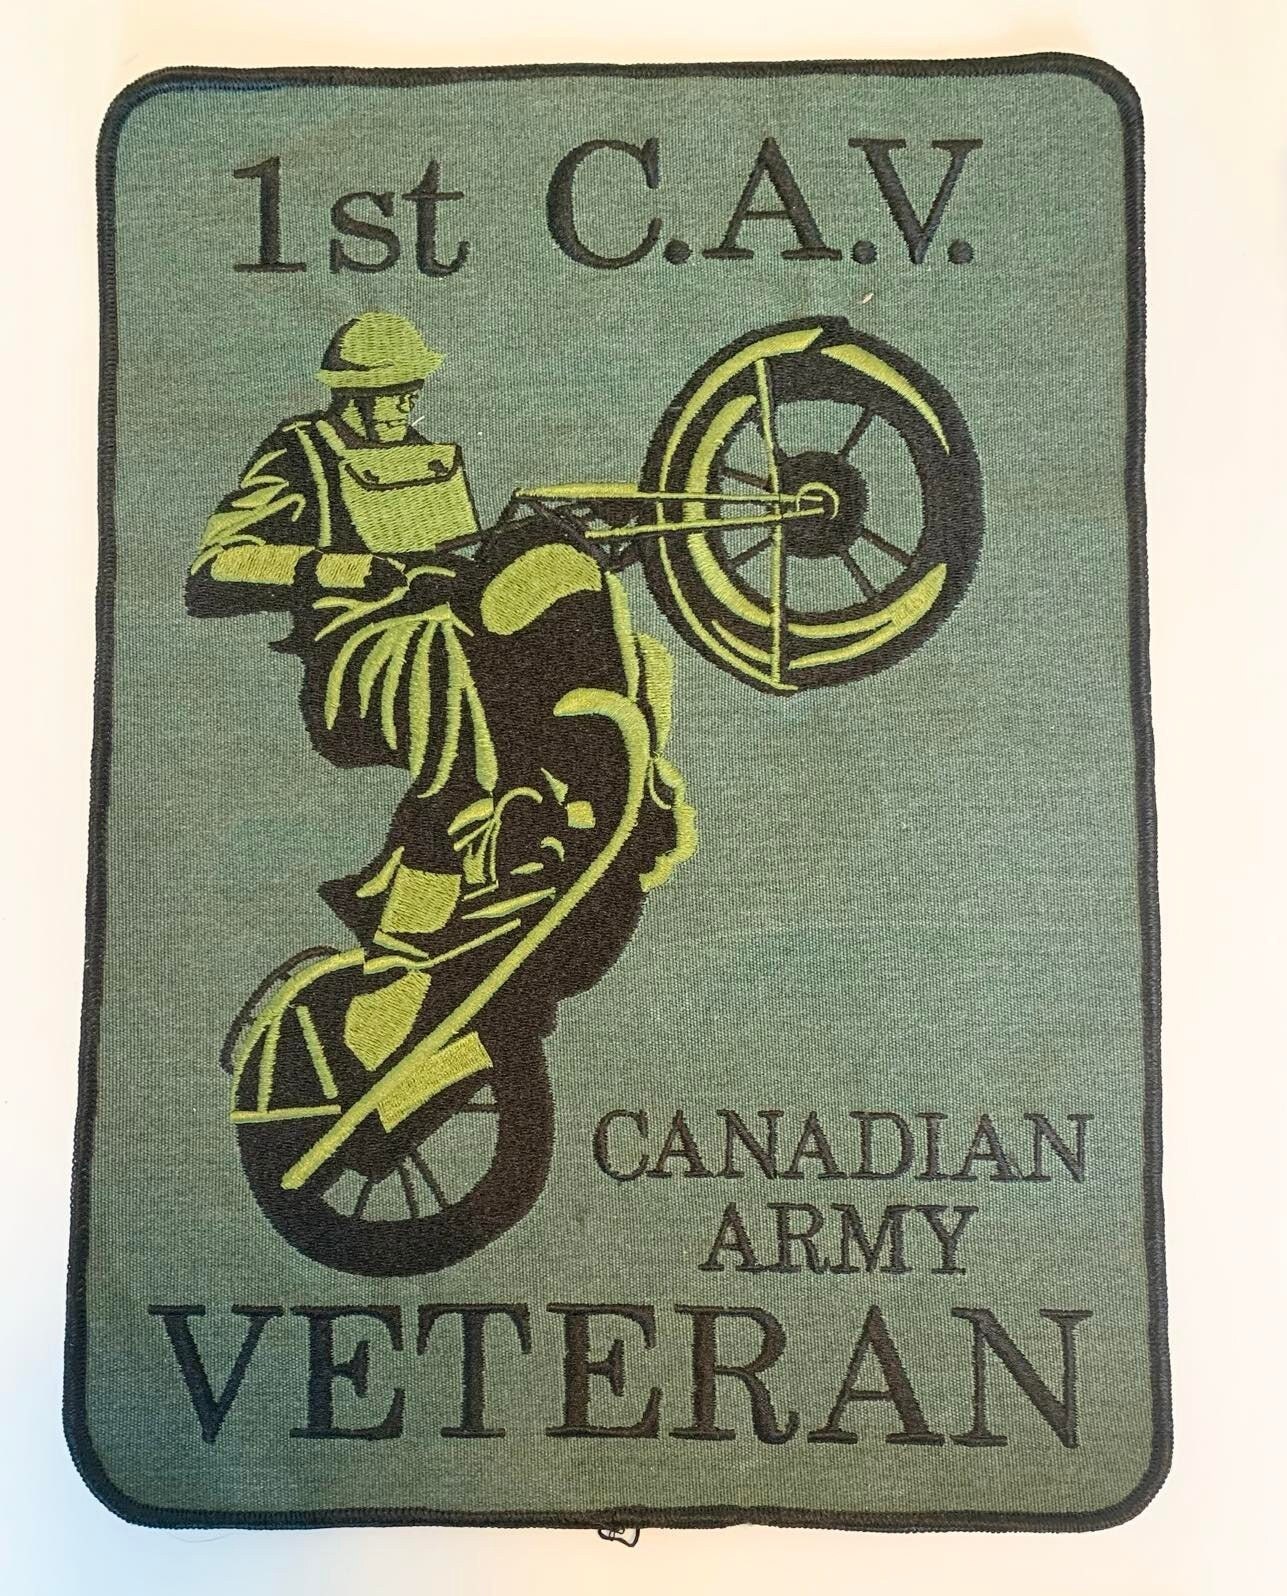 1st C.A.V.
CANADIAN
ARMY
VETERAN